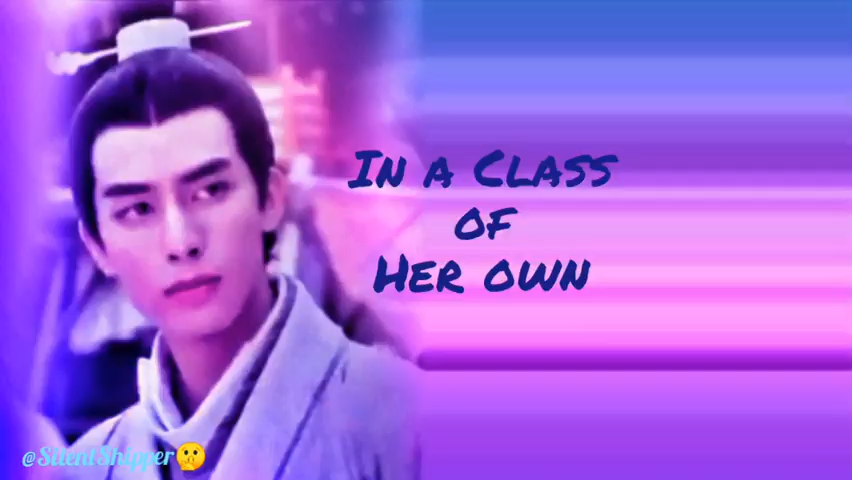 In a Class
of
Her own
@SilentShipper🤫